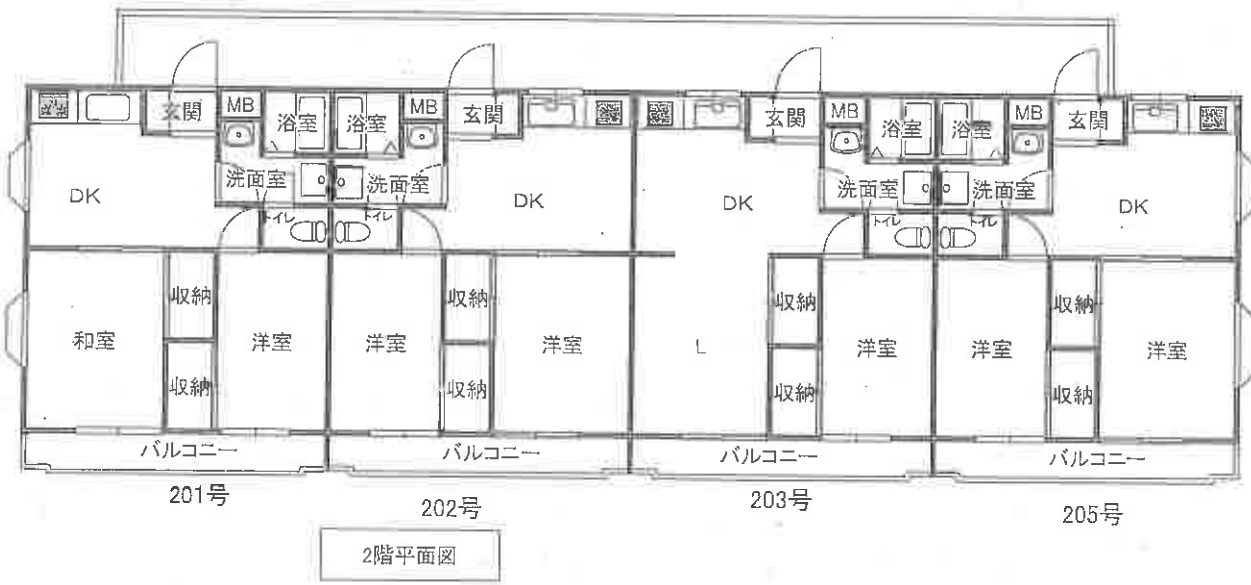 玄関 MB 浴室 浴室 MB 玄関 玄関 MB 浴室 浴室 MB 玄関
DK 洗面室 洗面室 DK DK 洗面室 洗面室 DK
トイレ トイレ トイレ トイレ
和室 収納 洋室 洋室 収納 洋室 L 収納 洋室 洋室 収納 洋室
収納 収納 収納 収納
バルコニー バルコニー バルコニー バルコニー
201号 202号 203号 205号
2階平面図